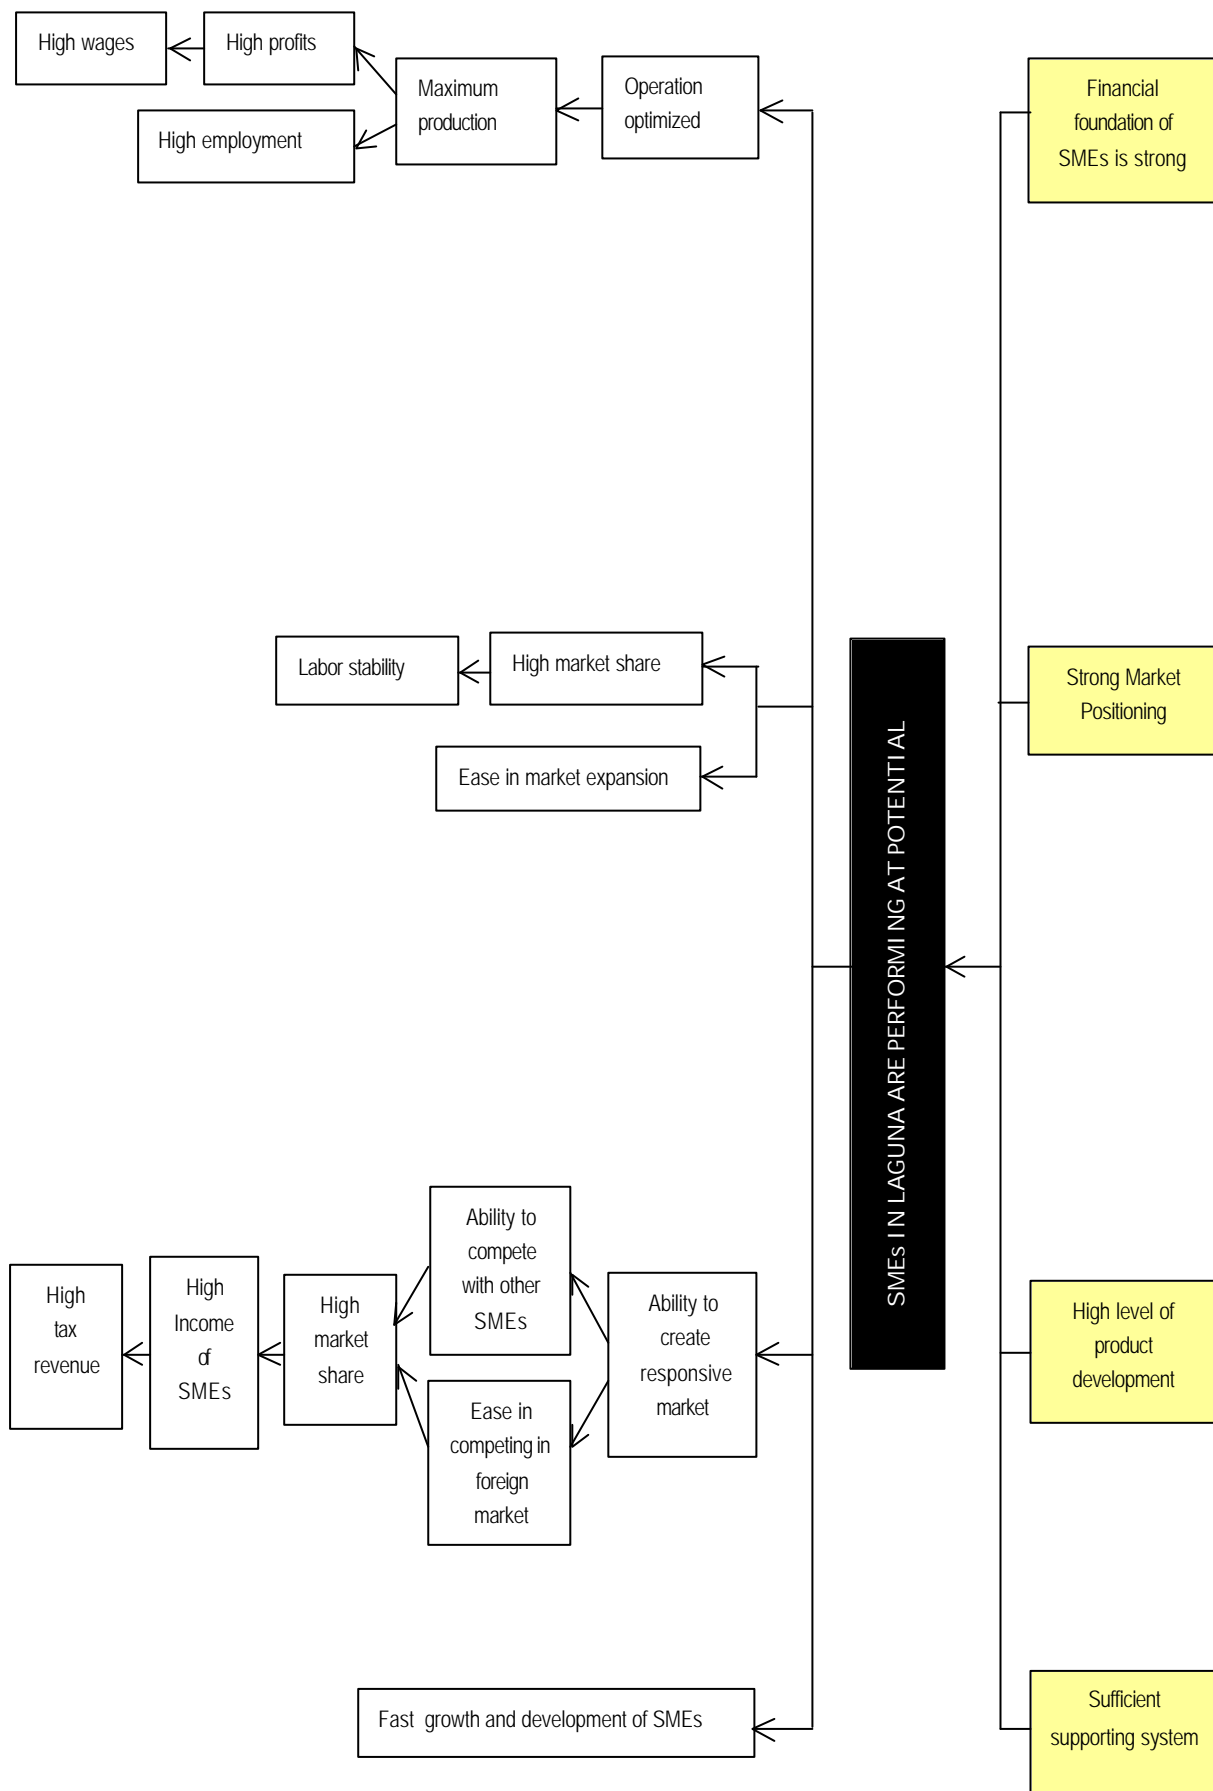 High wages
High profits
High employment
Maximum
production
Operation
optimized
Financial
foundation of
SMEs is strong
Labor stability
High market share
Ease in market expansion
SMEs IN LAGUNA ARE PERFORMING AT POTENTIAL
Strong Market
Positioning
High
tax
revenue
High
Income
of
SMEs
High
market
share
Ability to
compete
with other
SMEs
Ease in
competing in
foreign
market
Ability to
create
responsive
market
High level of
product
development
Fast growth and development of SMEs
Sufficient
supporting system